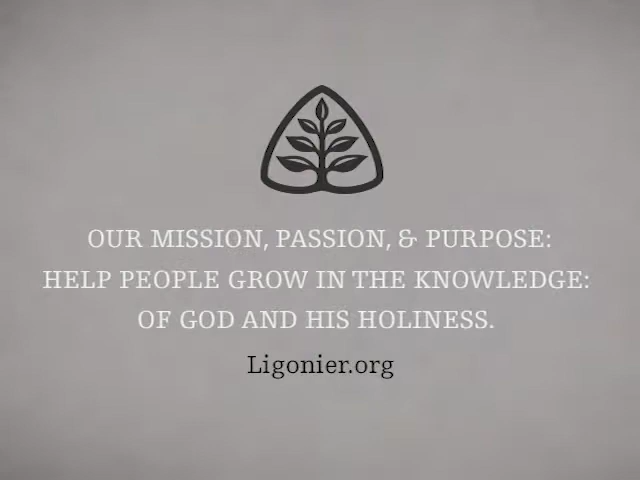 OUR MISSION, PASSION, & PURPOSE:
HELP PEOPLE GROW IN THE KNOWLEDGE:
OF GOD AND HIS HOLINESS.
Ligonier.org